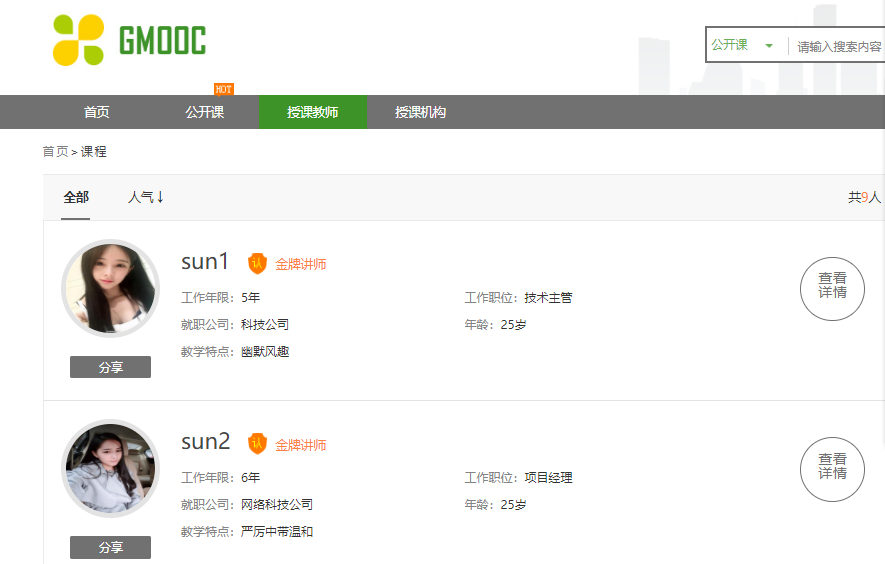 GMOOC
公开课 请输入搜索内容
HOT
首页 公开课 授课教师 授课机构
首页 > 课程
全部 人气↓ 共9人
sun1 认 金牌讲师
工作年限：5年 工作职位：技术主管
查看
详情
就职公司：科技公司 年龄：25岁
教学特点：幽默风趣
分享
sun2 认 金牌讲师
工作年限：6年 工作职位：项目经理
查看
详情
就职公司：网络科技公司 年龄：25岁
教学特点：严厉中带温和
分享